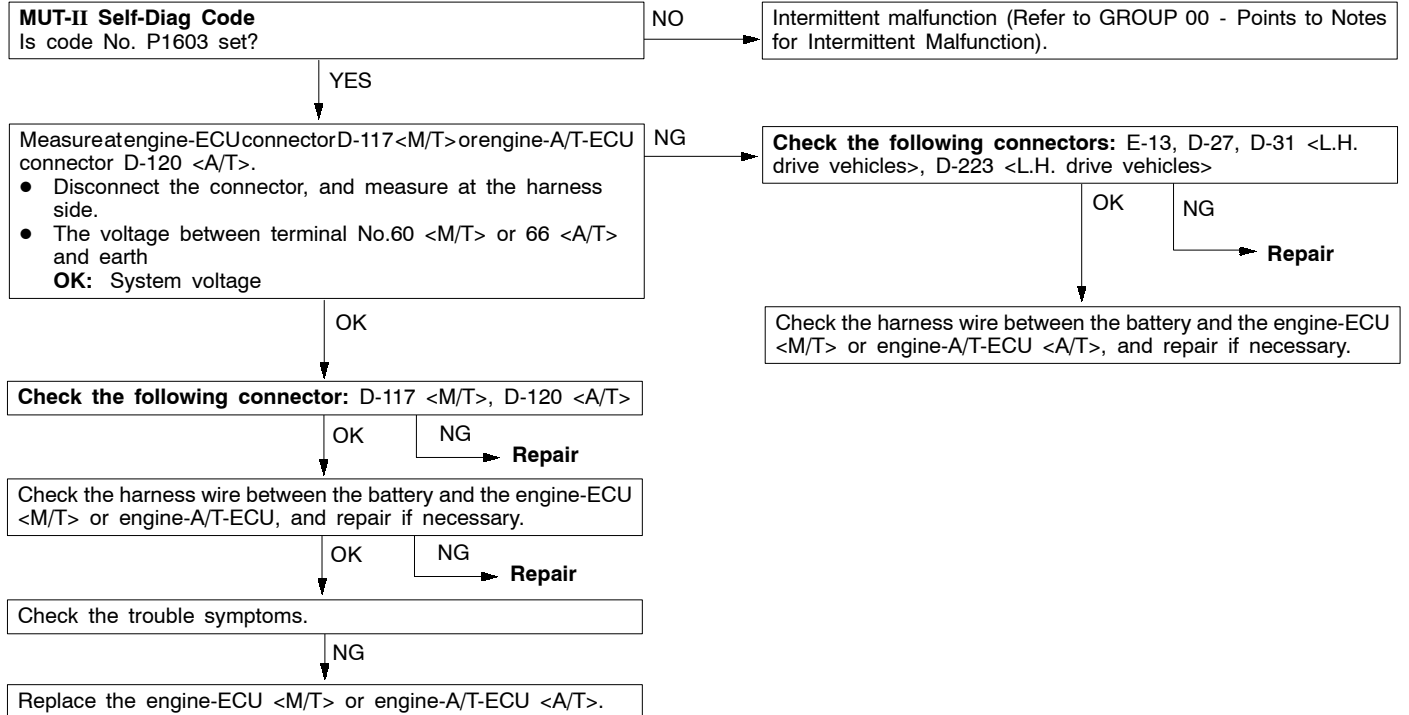 MUT-II Self-Diag Code
Is code No. P1603 set?
NO
Intermittent malfunction (Refer to GROUP 00 - Points to Notes
for Intermittent Malfunction).
YES
Measureatengine-ECUconnectorD-117<M/T>orengine-A/T-ECU
connector D-120 <A/T>.
● Disconnect the connector, and measure at the harness
side.
● The voltage between terminal No.60 <M/T> or 66 <A/T>
and earth
OK: System voltage
NG
Check the following connectors: E-13, D-27, D-31 <L.H.
drive vehicles>, D-223 <L.H. drive vehicles>
OK
NG
Repair
Check the harness wire between the battery and the engine-ECU
<M/T> or engine-A/T-ECU <A/T>, and repair if necessary.
OK
Check the following connector: D-117 <M/T>, D-120 <A/T>
OK
NG
Repair
Check the harness wire between the battery and the engine-ECU
<M/T> or engine-A/T-ECU, and repair if necessary.
OK
NG
Repair
Check the trouble symptoms.
NG
Replace the engine-ECU <M/T> or engine-A/T-ECU <A/T>.